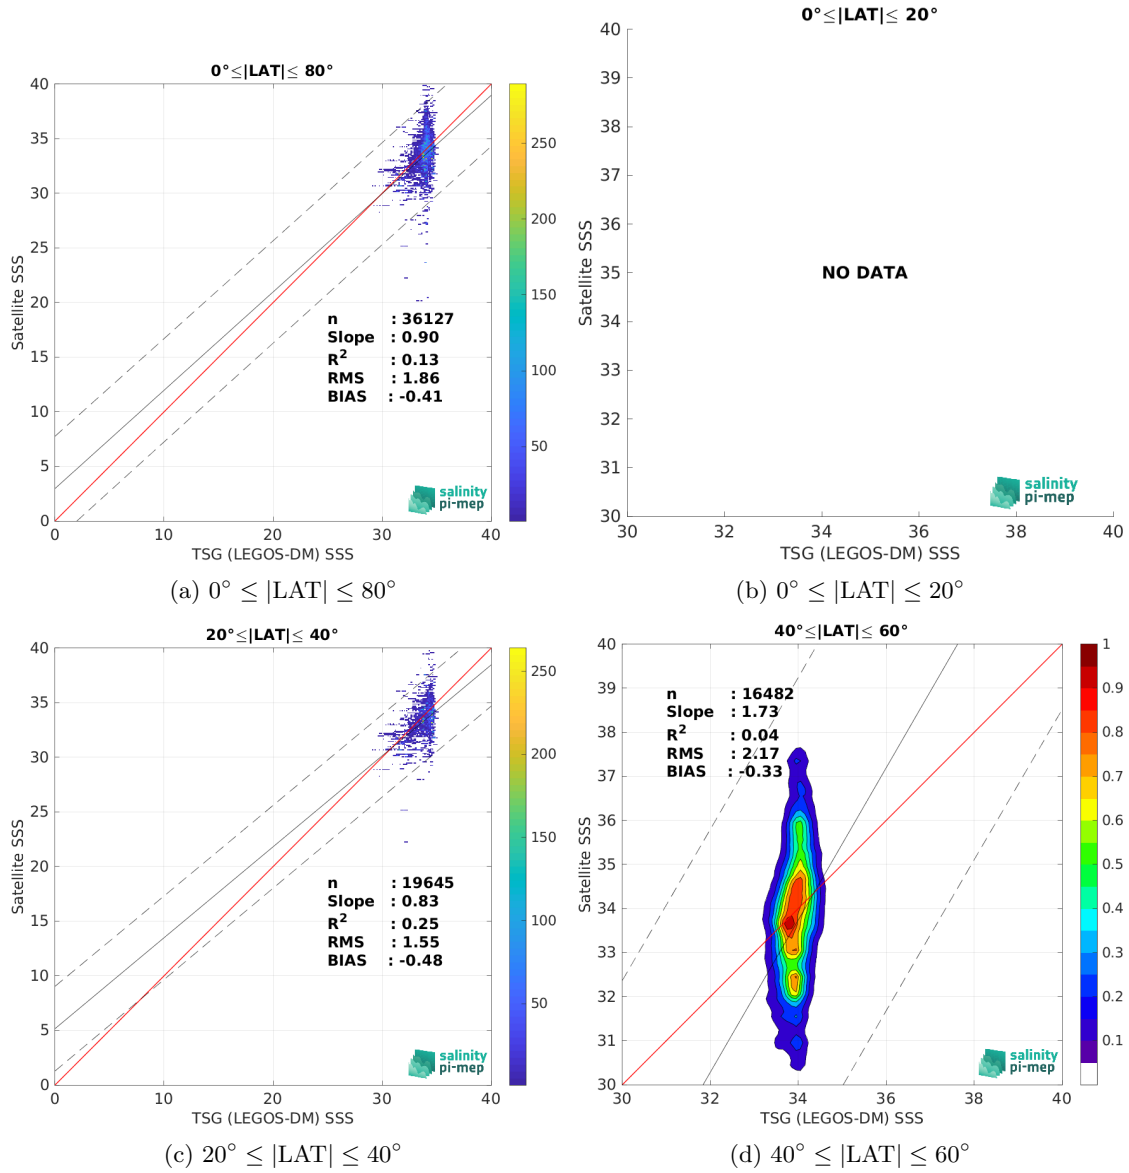 0°≤|LAT|≤ 80°
40
35
30
25
20
15
10
5
0
0
10
20
30
40
Satellite SSS
TSG (LEGOS-DM) SSS
n : 36127
Slope : 0.90
R² : 0.13
RMS : 1.86
BIAS : -0.41
250
200
150
100
50
salinity
pi-mep
(a) 0° ≤ |LAT| ≤ 80°
0°≤|LAT|≤ 20°
40
39
38
37
36
35
34
33
32
31
30
30
32
34
36
38
40
Satellite SSS
TSG (LEGOS-DM) SSS
NO DATA
salinity
pi-mep
(b) 0° ≤ |LAT| ≤ 20°
20°≤|LAT|≤ 40°
40
35
30
25
20
15
10
5
0
0
10
20
30
40
Satellite SSS
TSG (LEGOS-DM) SSS
n : 19645
Slope : 0.83
R² : 0.25
RMS : 1.55
BIAS : -0.48
250
200
150
100
50
salinity
pi-mep
(c) 20° ≤ |LAT| ≤ 40°
40°≤|LAT|≤ 60°
40
39
38
37
36
35
34
33
32
31
30
30
32
34
36
38
40
Satellite SSS
TSG (LEGOS-DM) SSS
n : 16482
Slope : 1.73
R² : 0.04
RMS : 2.17
BIAS : -0.33
1
0.9
0.8
0.7
0.6
0.5
0.4
0.3
0.2
0.1
salinity
pi-mep
(d) 40° ≤ |LAT| ≤ 60°